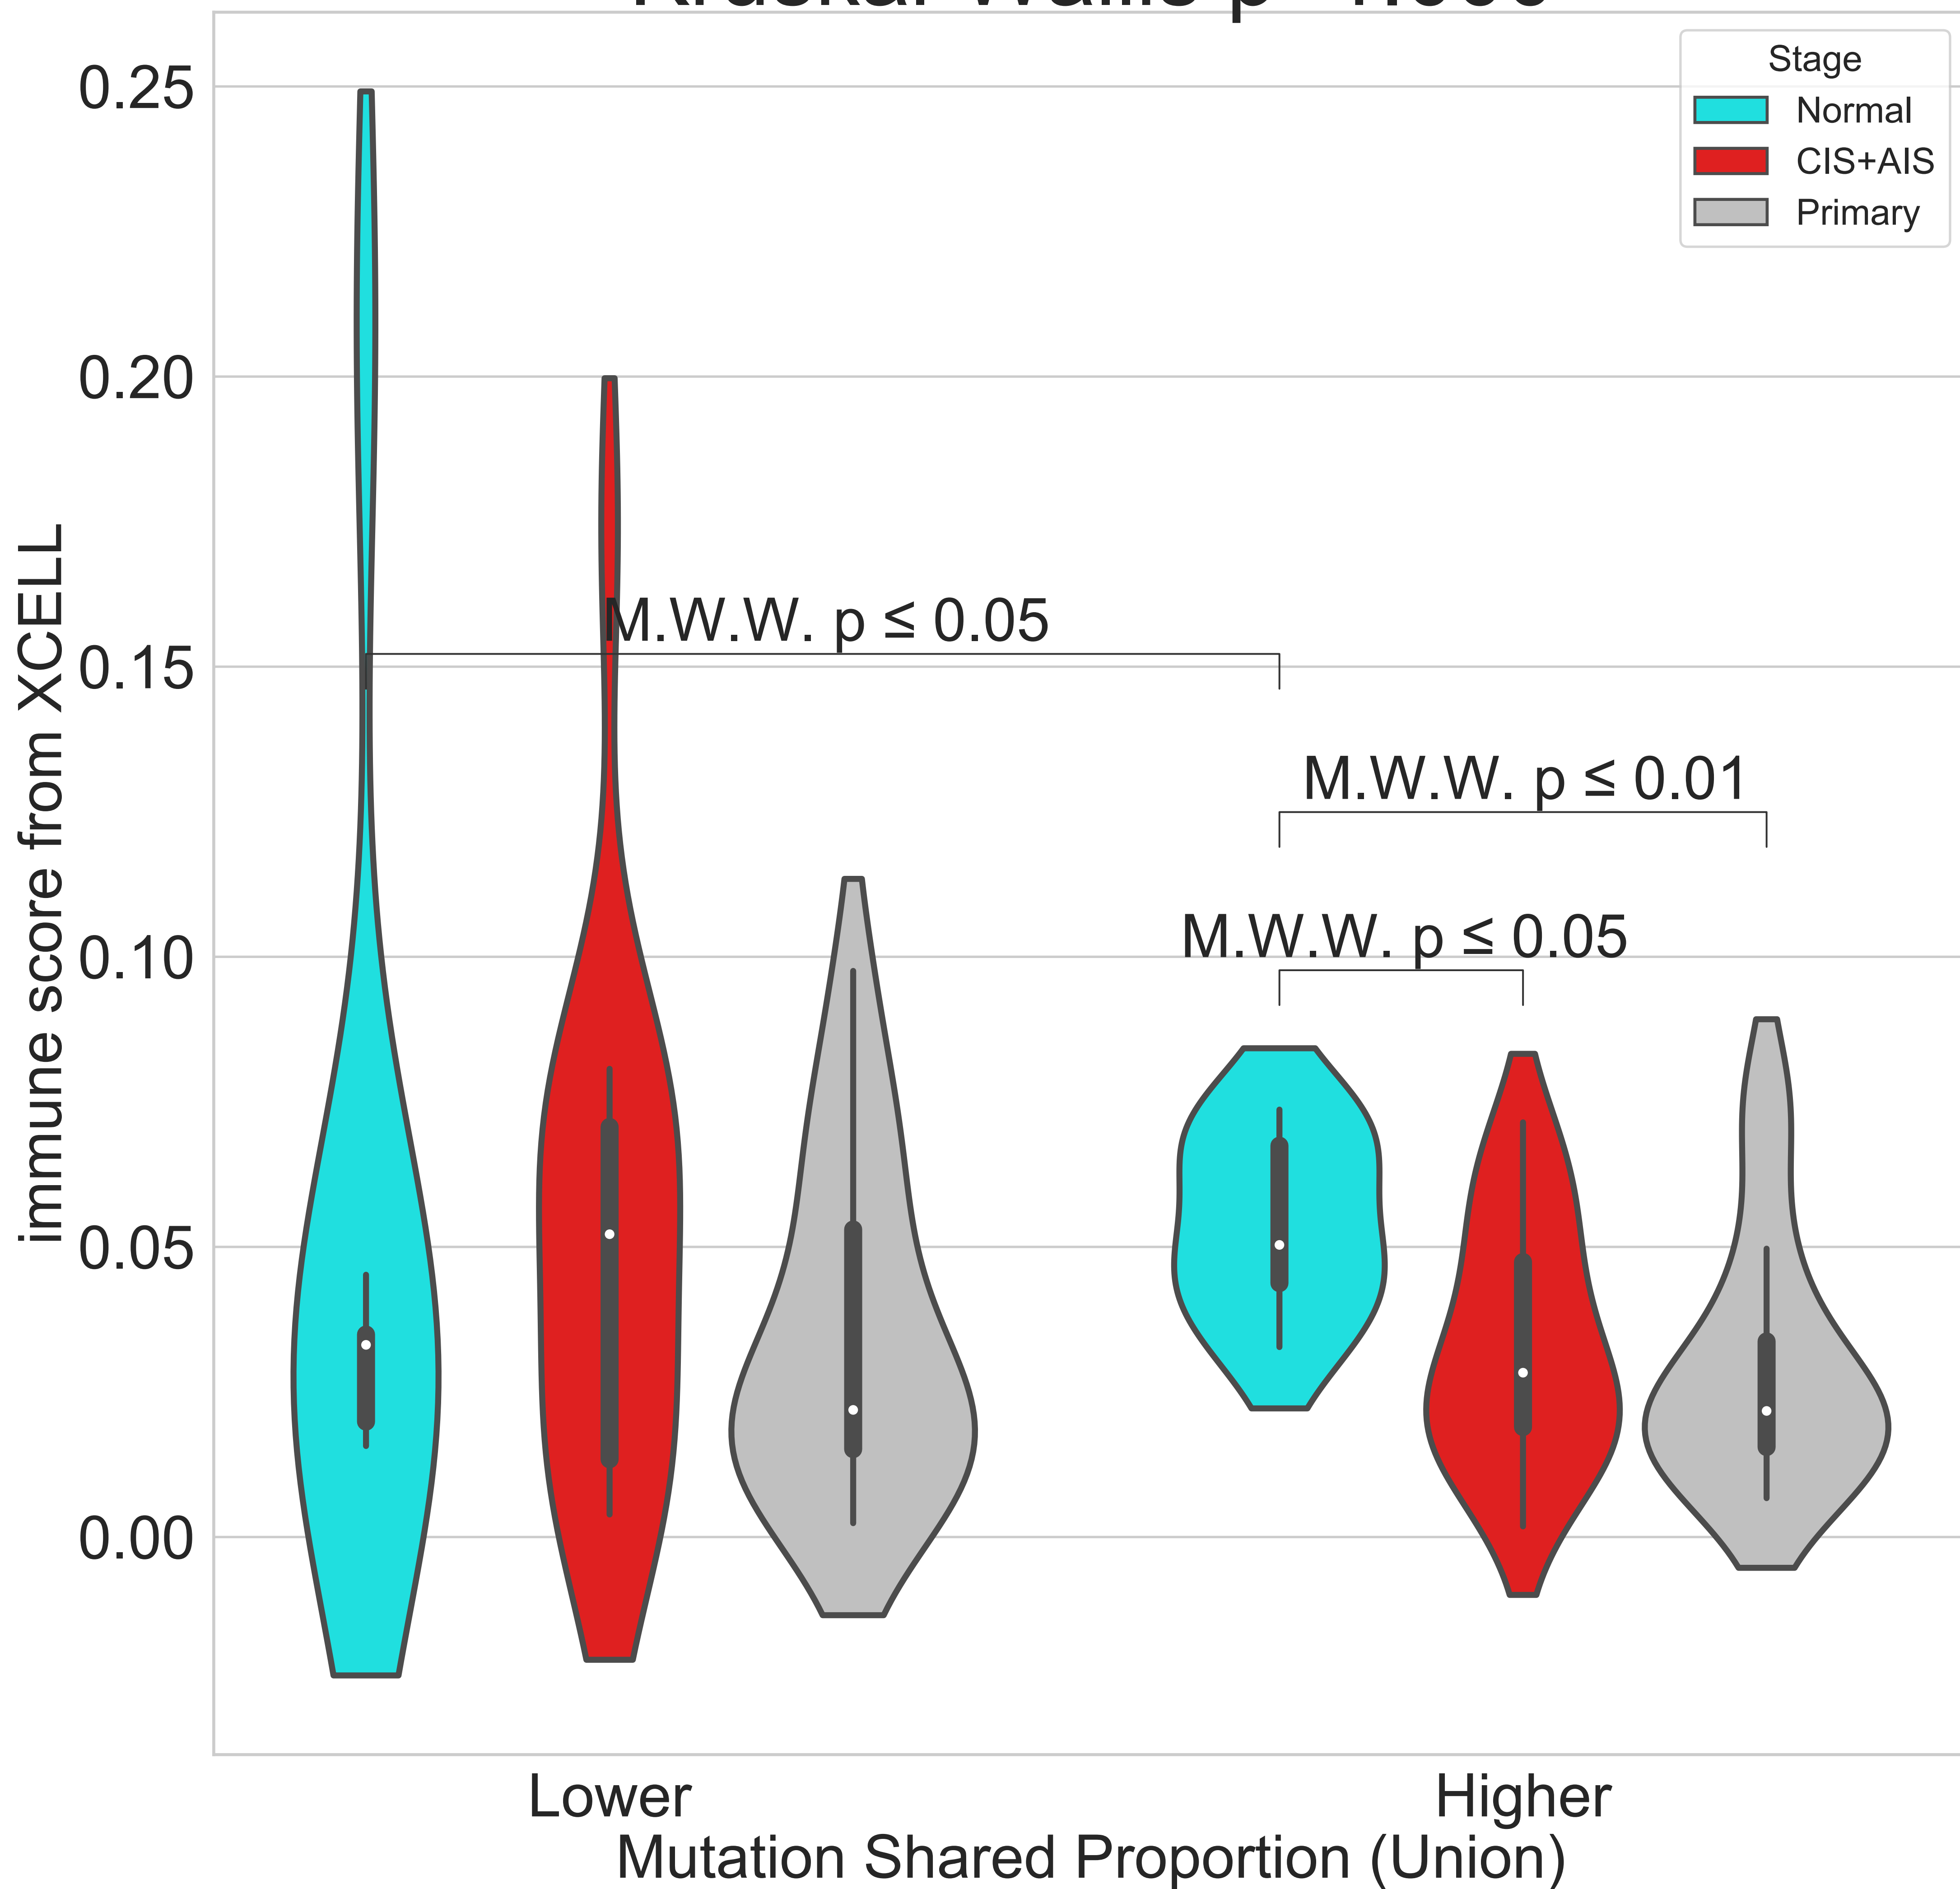 Stage
Normal
CIS+AIS
Primary
0.25
0.20
0.15
0.10
0.05
0.00
immune score from XCELL
M.W.W. p ≤ 0.05
M.W.W. p ≤ 0.01
M.W.W. p ≤ 0.05
Lower
Higher
Mutation Shared Proportion (Union)